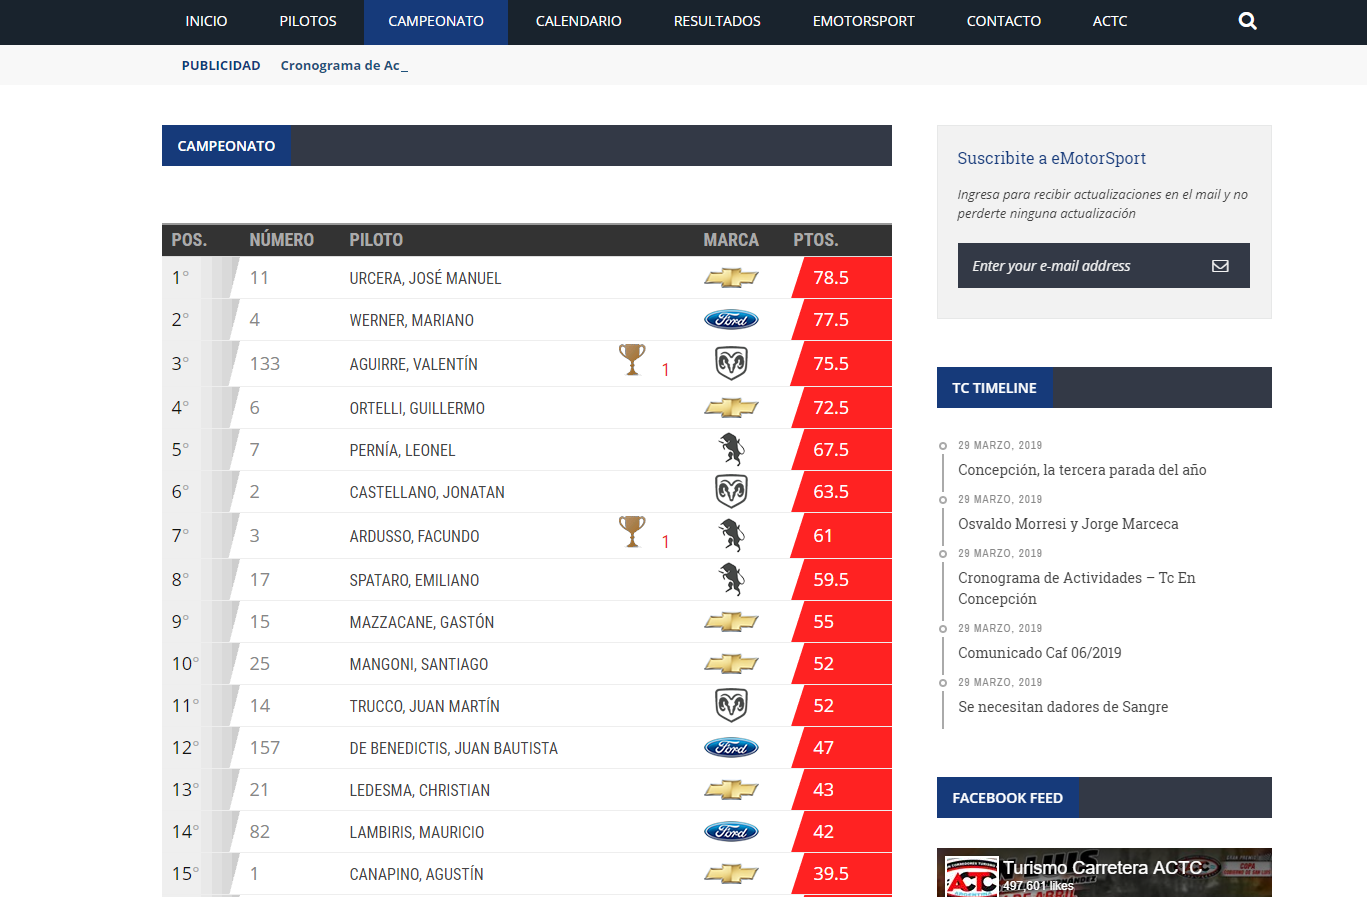 INICIO PILOTOS CAMPEONATO CALENDARIO RESULTADOS EMOTORSPORT CONTACTO ACTC
PUBLICIDAD Cronograma de Ac_
CAMPEONATO
POS. NÚMERO PILOTO MARCA PTOS.
1° 11 URCERA, JOSÉ MANUEL 78.5
2° 4 WERNER, MARIANO Ford 77.5
3° 133 AGUIRRE, VALENTÍN 1 75.5
4° 6 ORTELLI, GUILLERMO 72.5
5° 7 PERNÍA, LEONEL 67.5
6° 2 CASTELLANO, JONATAN 63.5
7° 3 ARDUSSO, FACUNDO 1 61
8° 17 SPATARO, EMILIANO 59.5
9° 15 MAZZACANE, GASTÓN 55
10° 25 MANGONI, SANTIAGO 52
11° 14 TRUCCO, JUAN MARTÍN 52
12° 157 DE BENEDICTIS, JUAN BAUTISTA Ford 47
13° 21 LEDESMA, CHRISTIAN 43
14° 82 LAMBIRIS, MAURICIO Ford 42
15° 1 CANAPINO, AGUSTÍN 39.5
Suscribite a eMotorSport
Ingresa para recibir actualizaciones en el mail y no
perderte ninguna actualización
Enter your e-mail address
TC TIMELINE
29 MARZO, 2019
Concepción, la tercera parada del año
29 MARZO, 2019
Osvaldo Morresi y Jorge Marceca
29 MARZO, 2019
Cronograma de Actividades – Tc En
Concepción
29 MARZO, 2019
Comunicado Caf 06/2019
29 MARZO, 2019
Se necesitan dadores de Sangre
FACEBOOK FEED
ACTC
Turismo Carretera ACTC
497,601 likes